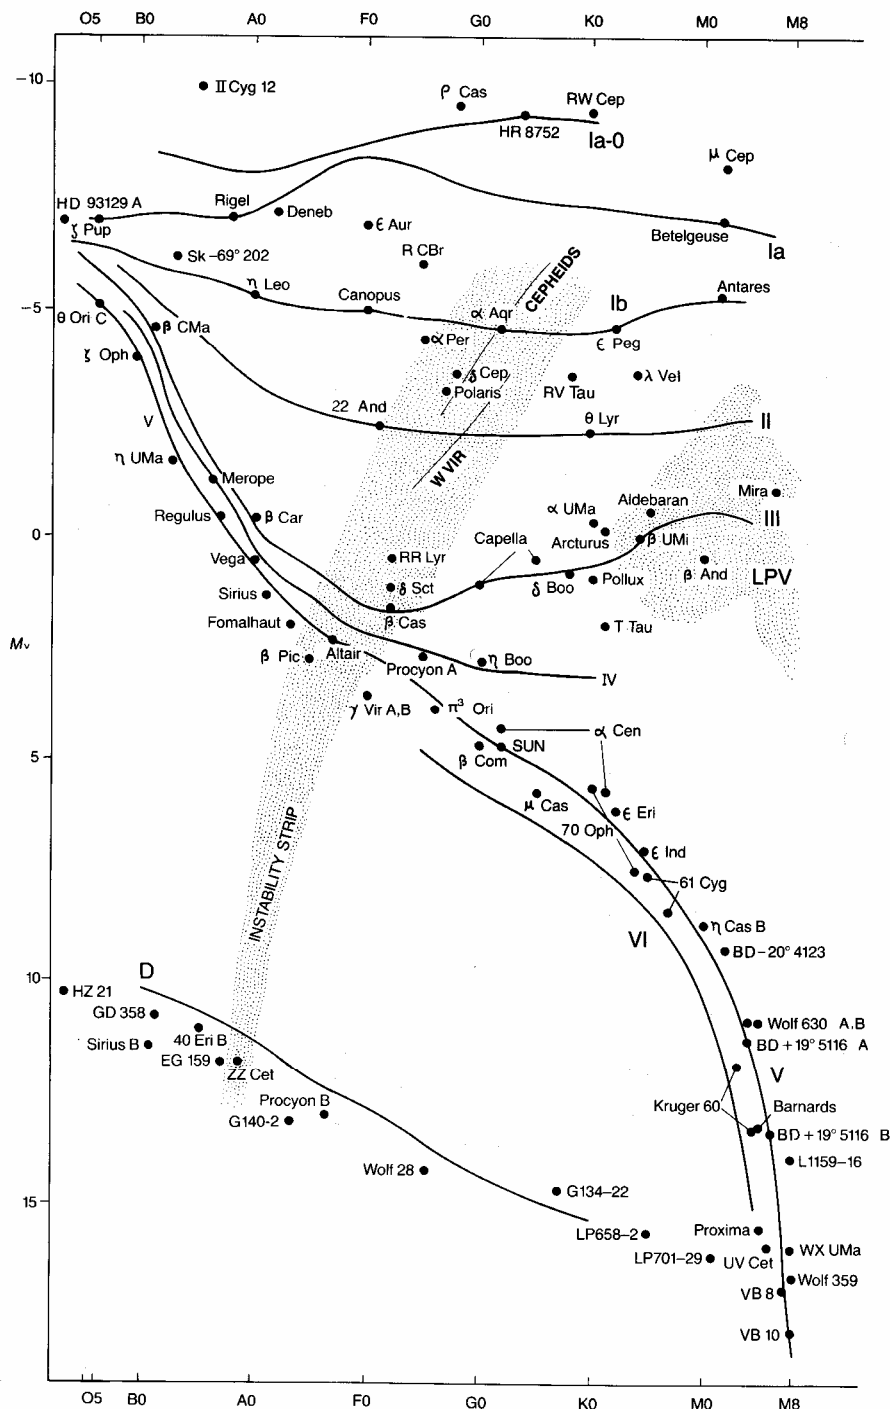 O5 B0 A0 F0 G0 K0 M0 M8
-10
II Cyg 12
ρ Cas
RW Cep
HR 8752
Ia-0
μ Cep
HD 93129 A
Rigel
Deneb
ζ Pup
ϵ Aur
Betelgeuse
Ia
R CBr
Sk -69° 202
CEPHEIDS
η Leo
Canopus
Ib
Antares
-5
α Aqr
θ Ori C
β CMa
α Per
ϵ Peg
ζ Oph
δ Cep
λ Vel
Polaris
RV Tau
22 And
θ Lyr
II
V
W VIR
η UMa
Merope
Mira
Aldebaran
α UMa
Regulus
β Car
III
0
Capella
Arcturus
β UMi
Vega
RR Lyr
β And
LPV
Sirius
δ Sct
δ Boo
Pollux
Fomalhaut
β Cas
T Tau
Mv
Altair
β Pic
Procyon A
η Boo
IV
γ Vir A,B
π³ Ori
α Cen
5
β Com
SUN
μ Cas
ϵ Eri
70 Oph
ϵ Ind
INSTABILITY STRIP
61 Cyg
η Cas B
VI
BD-20° 4123
D
10
HZ 21
GD 358
Wolf 630 A,B
40 Eri B
Sirius B
BD+19° 5116 A
EG 159
ZZ Cet
V
Procyon B
Kruger 60
Barnards
G140-2
BD+19° 5116 B
L1159-16
Wolf 28
15
G134-22
LP658-2
Proxima
LP701-29
UV Cet
WX UMa
Wolf 359
VB 8
VB 10
O5 B0 A0 F0 G0 K0 M0 M8